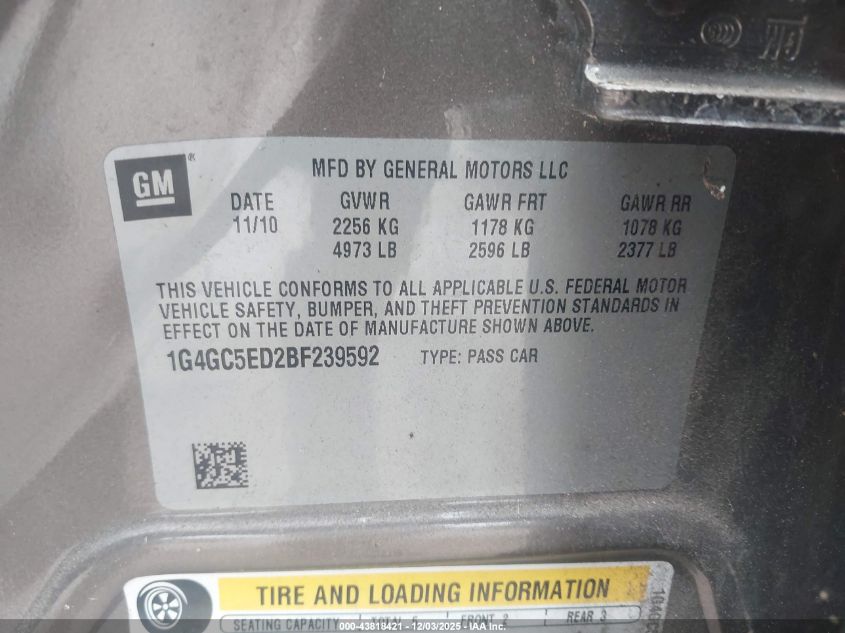 GM®
MFD BY GENERAL MOTORS LLC
DATE GVWR GAWR FRT GAWR RR
11/10 2256 KG 1178 KG 1078 KG
4973 LB 2596 LB 2377 LB
THIS VEHICLE CONFORMS TO ALL APPLICABLE U.S. FEDERAL MOTOR
VEHICLE SAFETY, BUMPER, AND THEFT PREVENTION STANDARDS IN
EFFECT ON THE DATE OF MANUFACTURE SHOWN ABOVE.
1G4GC5ED2BF239592 TYPE: PASS CAR
TIRE AND LOADING INFORMATION
SEATING CAPACITY TOTAL 5 FRONT 2 REAR 3
000-43818421 - 12/03/2025 - IAA Inc.